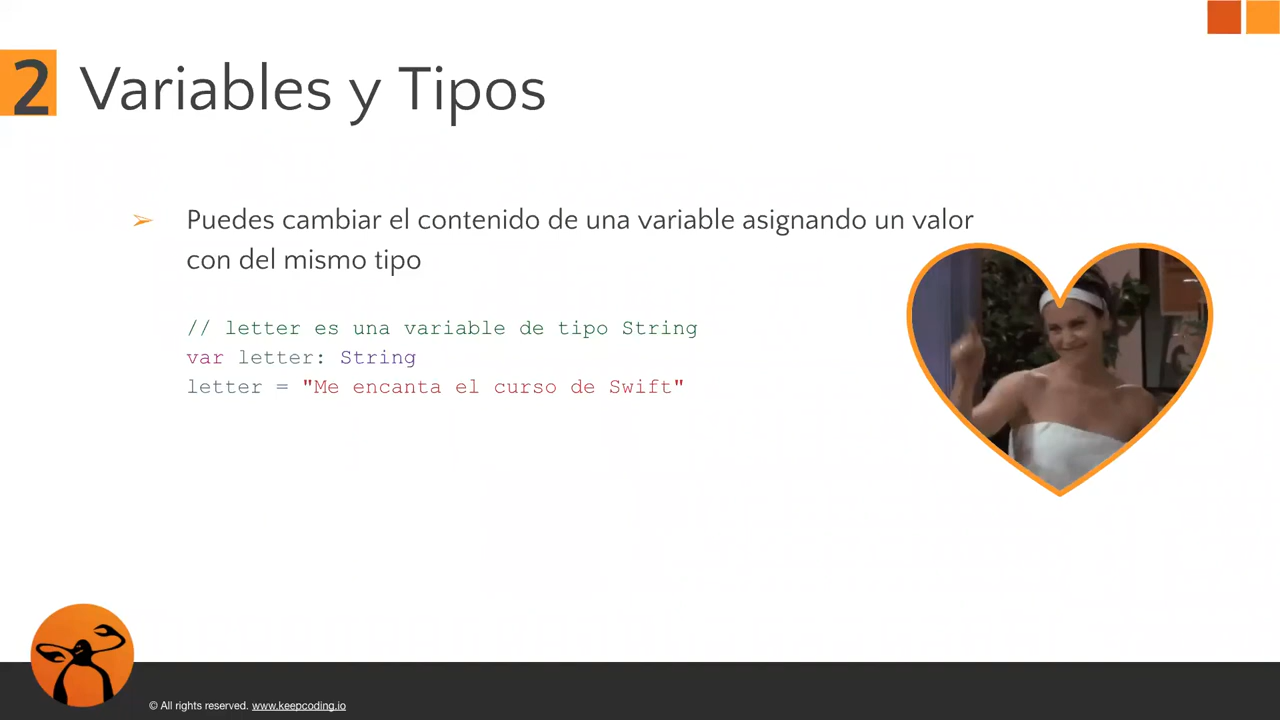 2 Variables y Tipos
➢ Puedes cambiar el contenido de una variable asignando un valor
con del mismo tipo
// letter es una variable de tipo String
var letter: String
letter = "Me encanta el curso de Swift"
© All rights reserved. www.keepcoding.io